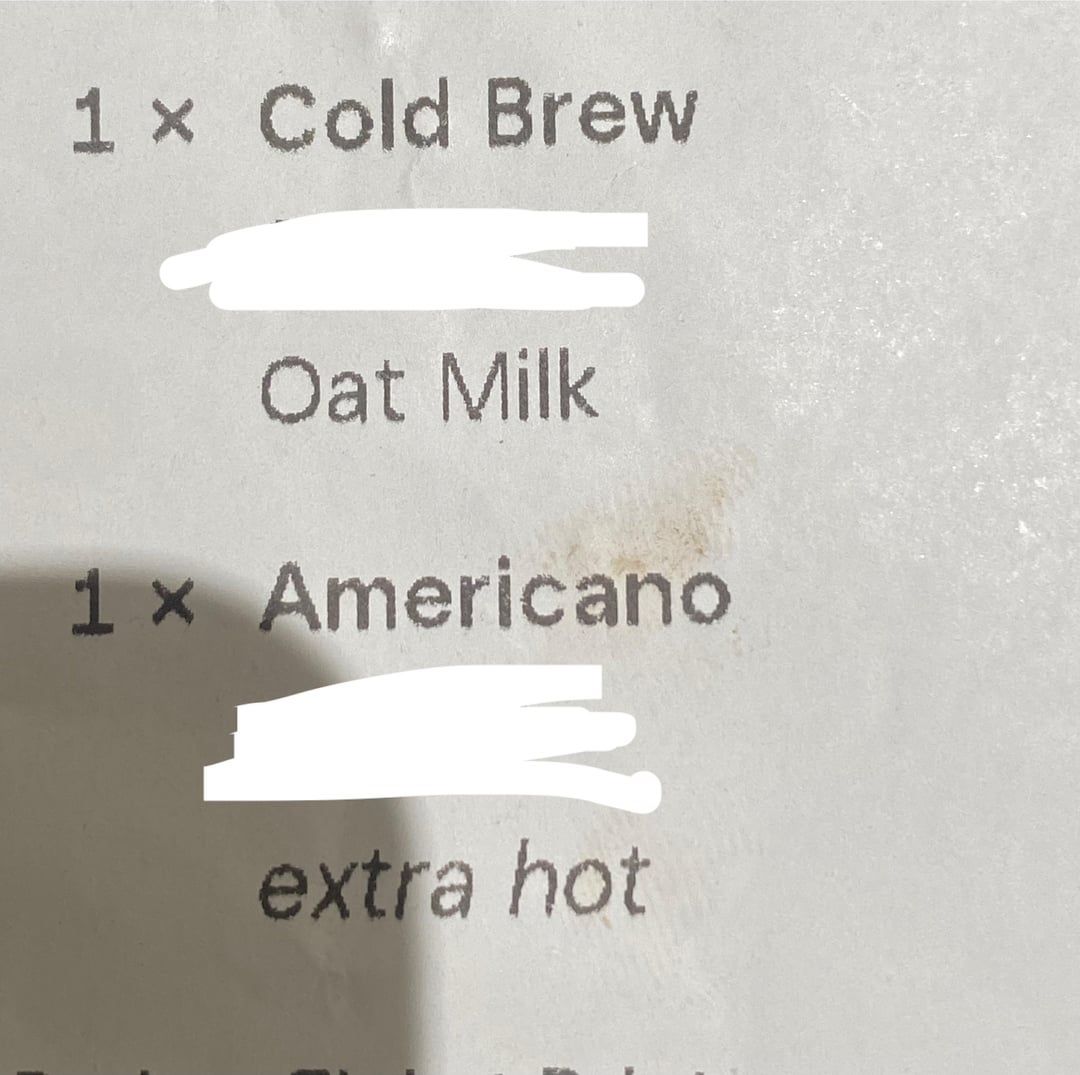 1 × Cold Brew
Oat Milk
1 × Americano
extra hot